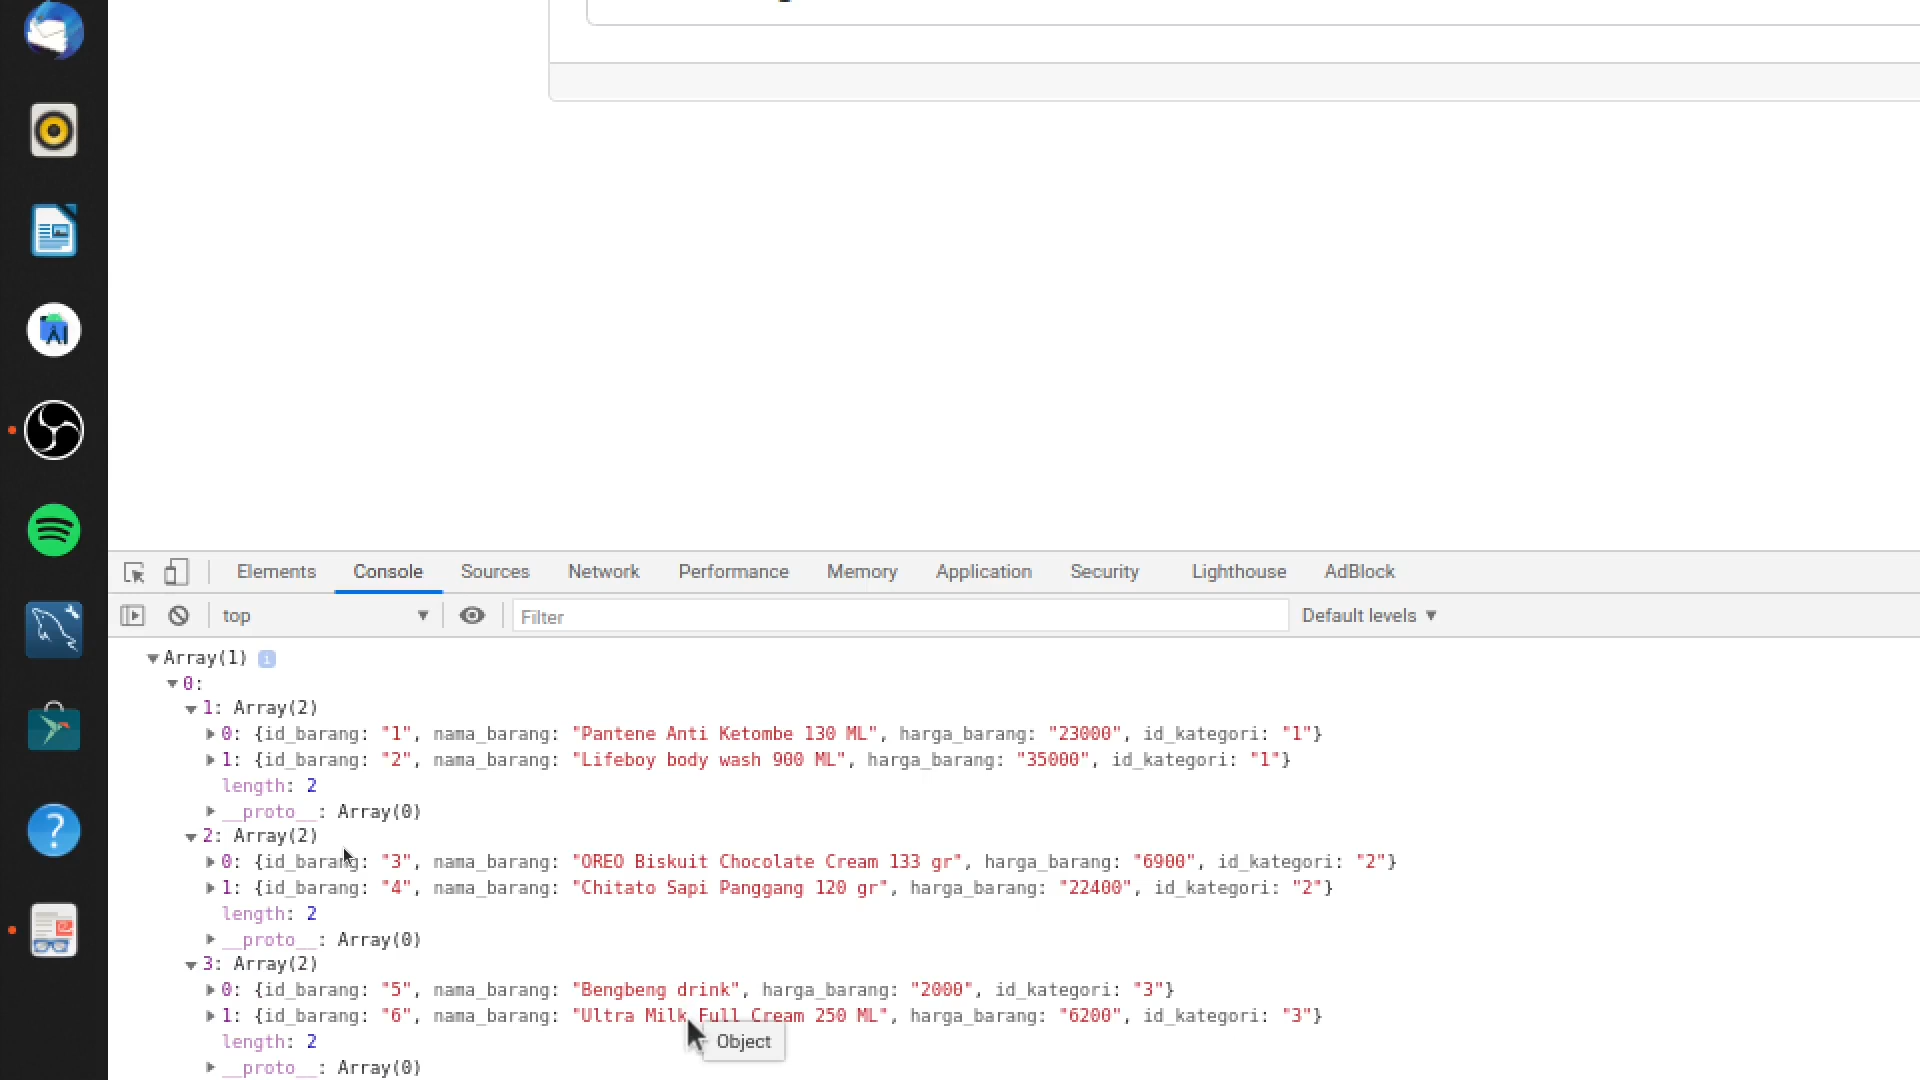 Elements Console Sources Network Performance Memory Application Security Lighthouse AdBlock
top Filter Default levels
Array(1) i
0:
1: Array(2)
0: {id_barang: "1", nama_barang: "Pantene Anti Ketombe 130 ML", harga_barang: "23000", id_kategori: "1"}
1: {id_barang: "2", nama_barang: "Lifeboy body wash 900 ML", harga_barang: "35000", id_kategori: "1"}
length: 2
__proto__: Array(0)
2: Array(2)
0: {id_barang: "3", nama_barang: "OREO Biskuit Chocolate Cream 133 gr", harga_barang: "6900", id_kategori: "2"}
1: {id_barang: "4", nama_barang: "Chitato Sapi Panggang 120 gr", harga_barang: "22400", id_kategori: "2"}
length: 2
__proto__: Array(0)
3: Array(2)
0: {id_barang: "5", nama_barang: "Bengbeng drink", harga_barang: "2000", id_kategori: "3"}
1: {id_barang: "6", nama_barang: "Ultra Milk Full Cream 250 ML", harga_barang: "6200", id_kategori: "3"}
Object
length: 2
__proto__: Array(0)